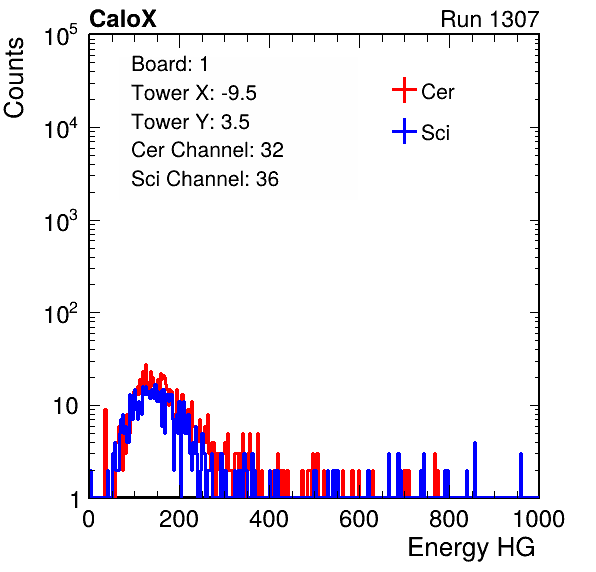 CaloX Run 1307
Counts
Board: 1
Tower X: -9.5
Tower Y: 3.5
Cer Channel: 32
Sci Channel: 36
Cer
Sci
10^5
10^4
10^3
10^2
10
1
0 200 400 600 800 1000
Energy HG